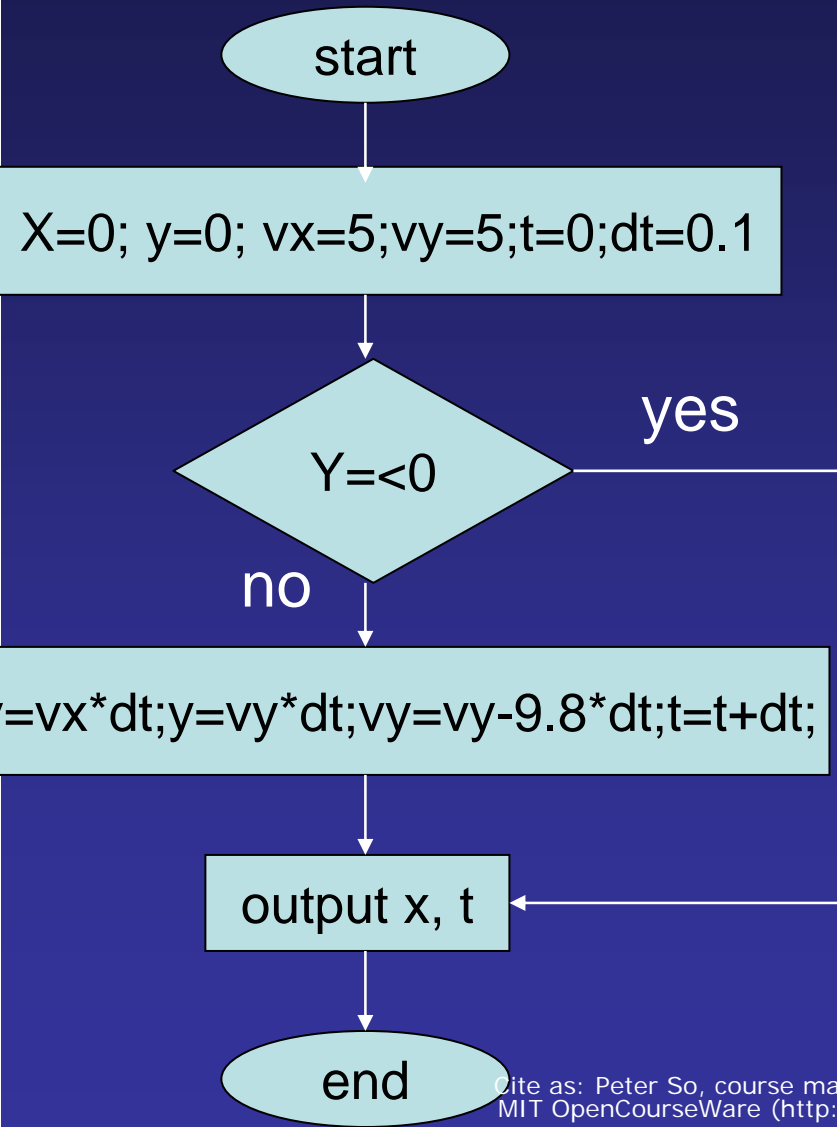 start
X=0; y=0; vx=5;vy=5;t=0;dt=0.1
yes
Y=<0
no
=vx*dt;y=vy*dt;vy=vy-9.8*dt;t=t+dt;
output x, t
end
Cite as: Peter So, course ma
MIT OpenCourseWare (http: